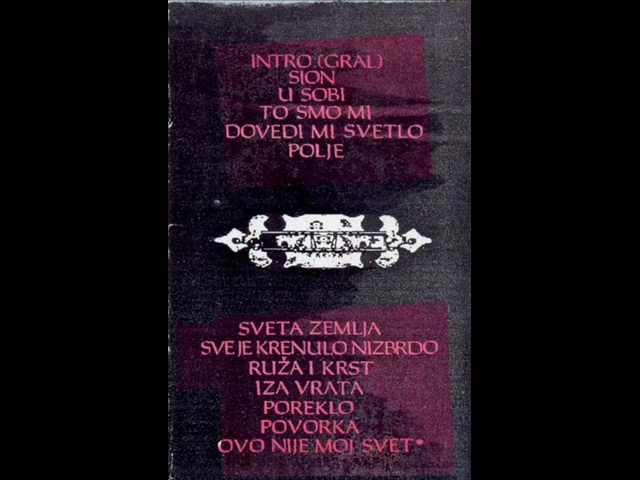 INTRO (GRAL)
SION
U SOBI
TO SMO MI
DOVEDI MI SVETLO
POLJE
SVETA ZEMLJA
SVE JE KRENULO NIZBRDO
RUŽA I KRST
IZA VRATA
POREKLO
POVORKA
OVO NIJE MOJ SVET*